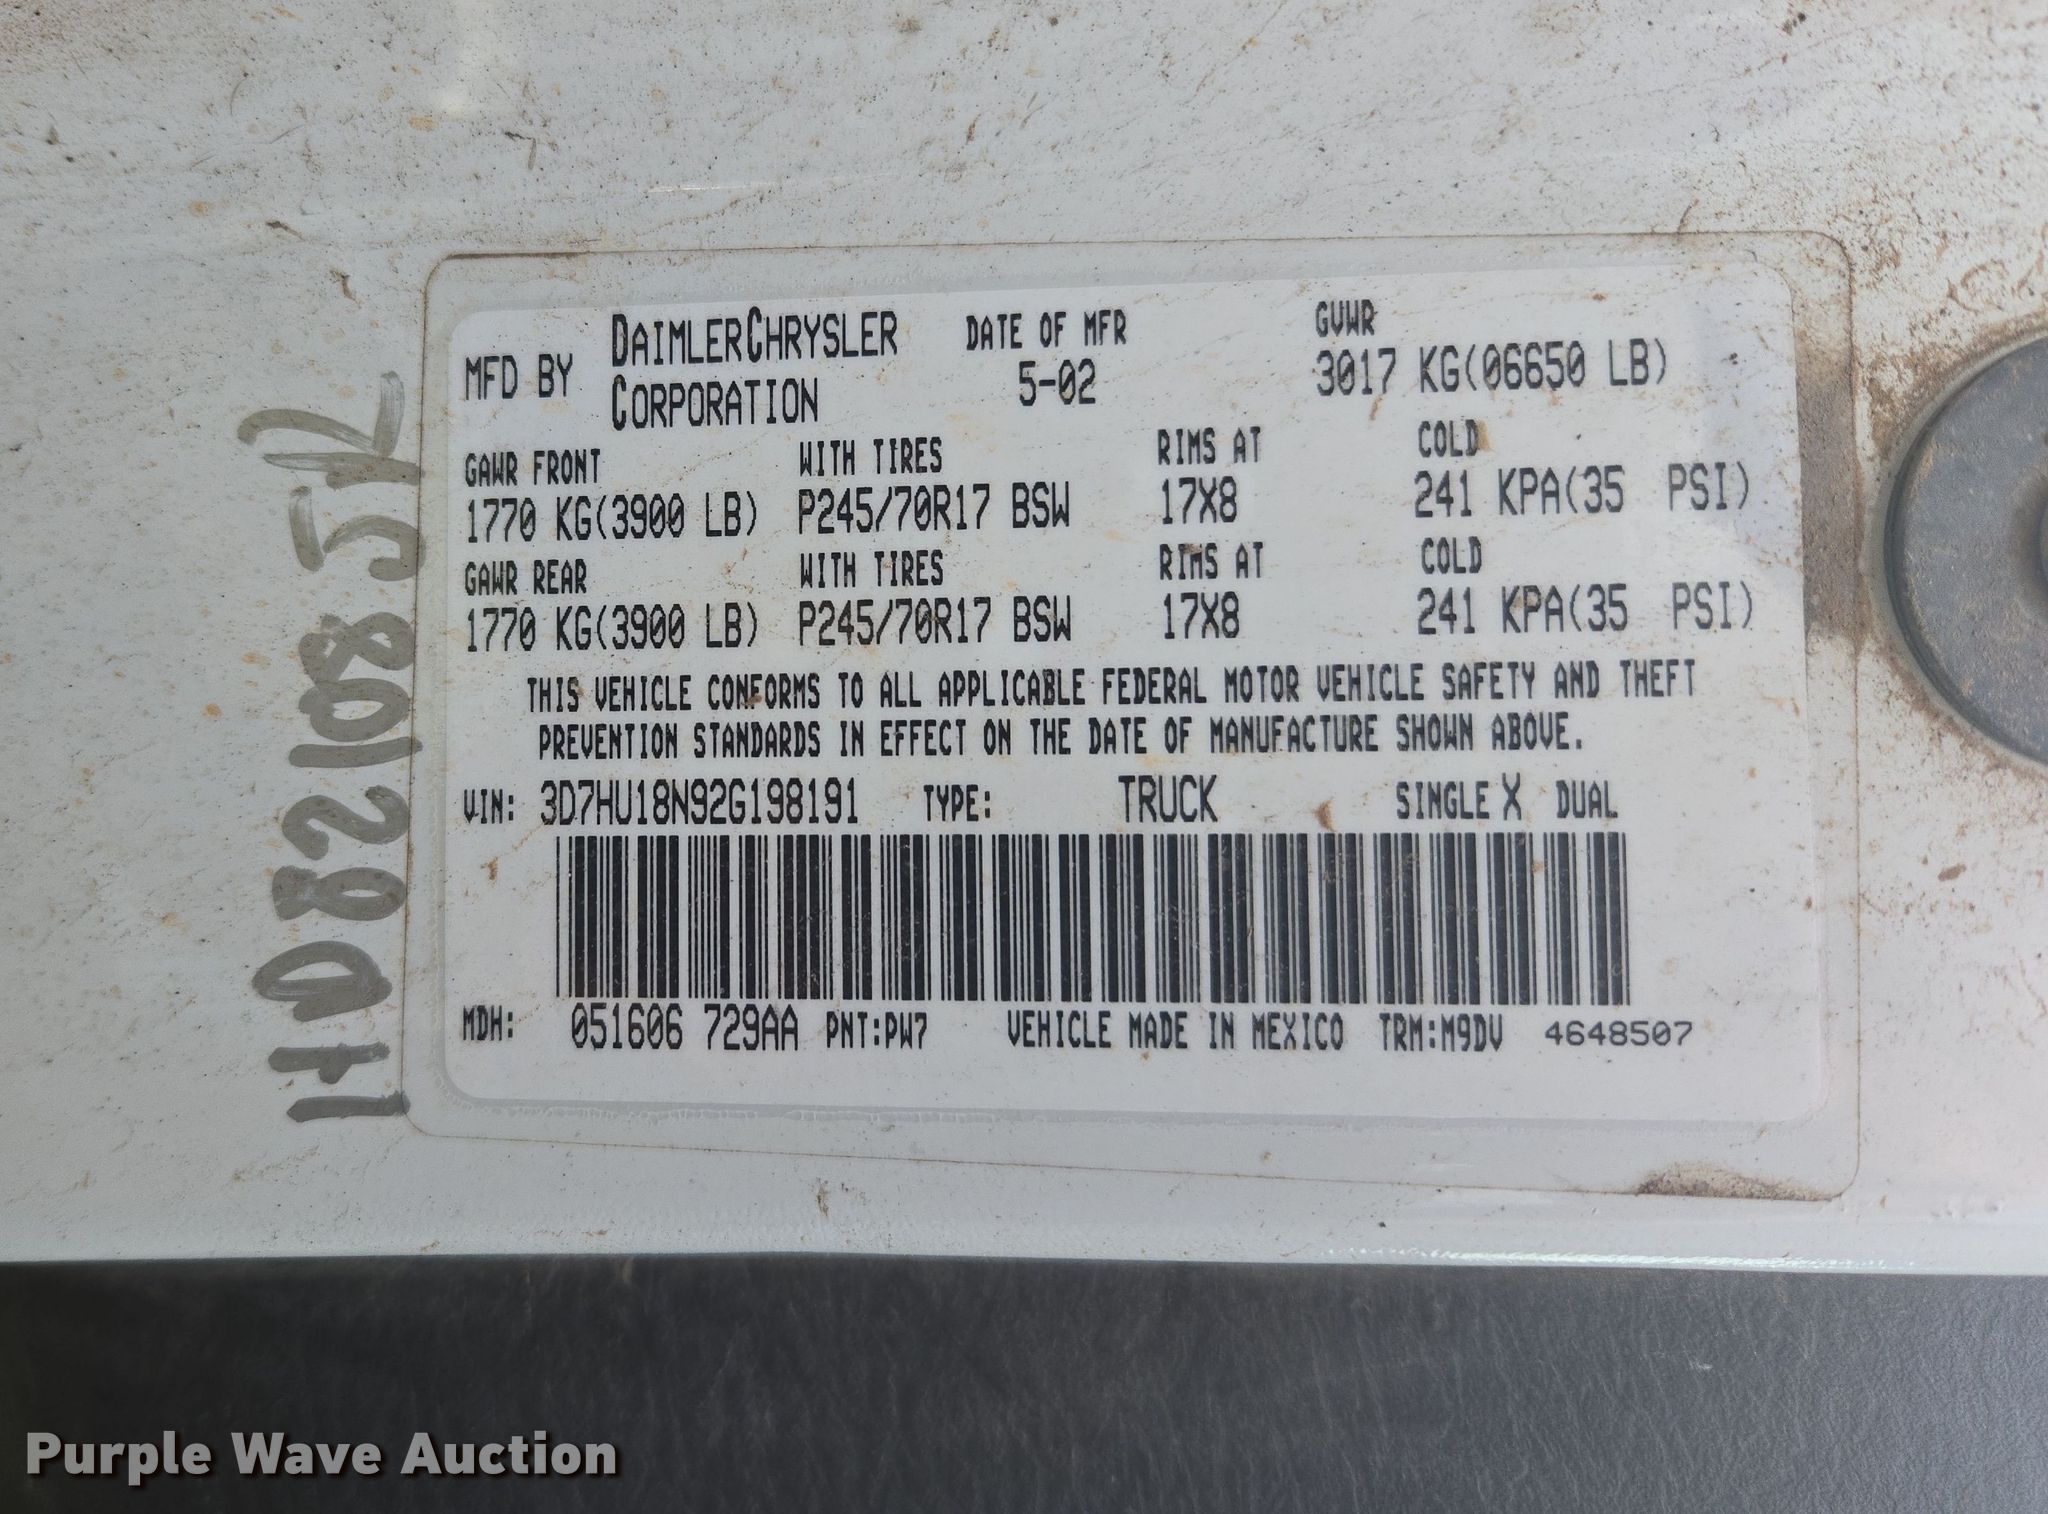 MFD BY DAIMLERCHRYSLER CORPORATION
DATE OF MFR
5-02
GVWR
3017 KG(06650 LB)
GAWR FRONT WITH TIRES RIMS AT COLD
1770 KG(3900 LB) P245/70R17 BSW 17X8 241 KPA(35 PSI)
GAWR REAR WITH TIRES RIMS AT COLD
1770 KG(3900 LB) P245/70R17 BSW 17X8 241 KPA(35 PSI)
THIS VEHICLE CONFORMS TO ALL APPLICABLE FEDERAL MOTOR VEHICLE SAFETY AND THEFT
PREVENTION STANDARDS IN EFFECT ON THE DATE OF MANUFACTURE SHOWN ABOVE.
VIN: 3D7HU18N92G198191 TYPE: TRUCK SINGLE X DUAL
MDH: 051606 729AA PNT:PW7 VEHICLE MADE IN MEXICO TRM:M9DV 4648507
Purple Wave Auction